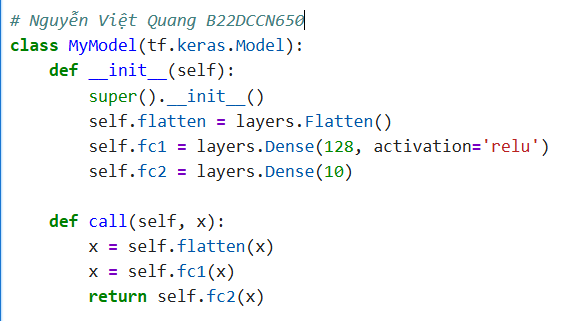 # Nguyễn Việt Quang B22DCCN650
class MyModel(tf.keras.Model):
    def __init__(self):
        super().__init__()
        self.flatten = layers.Flatten()
        self.fc1 = layers.Dense(128, activation='relu')
        self.fc2 = layers.Dense(10)

    def call(self, x):
        x = self.flatten(x)
        x = self.fc1(x)
        return self.fc2(x)